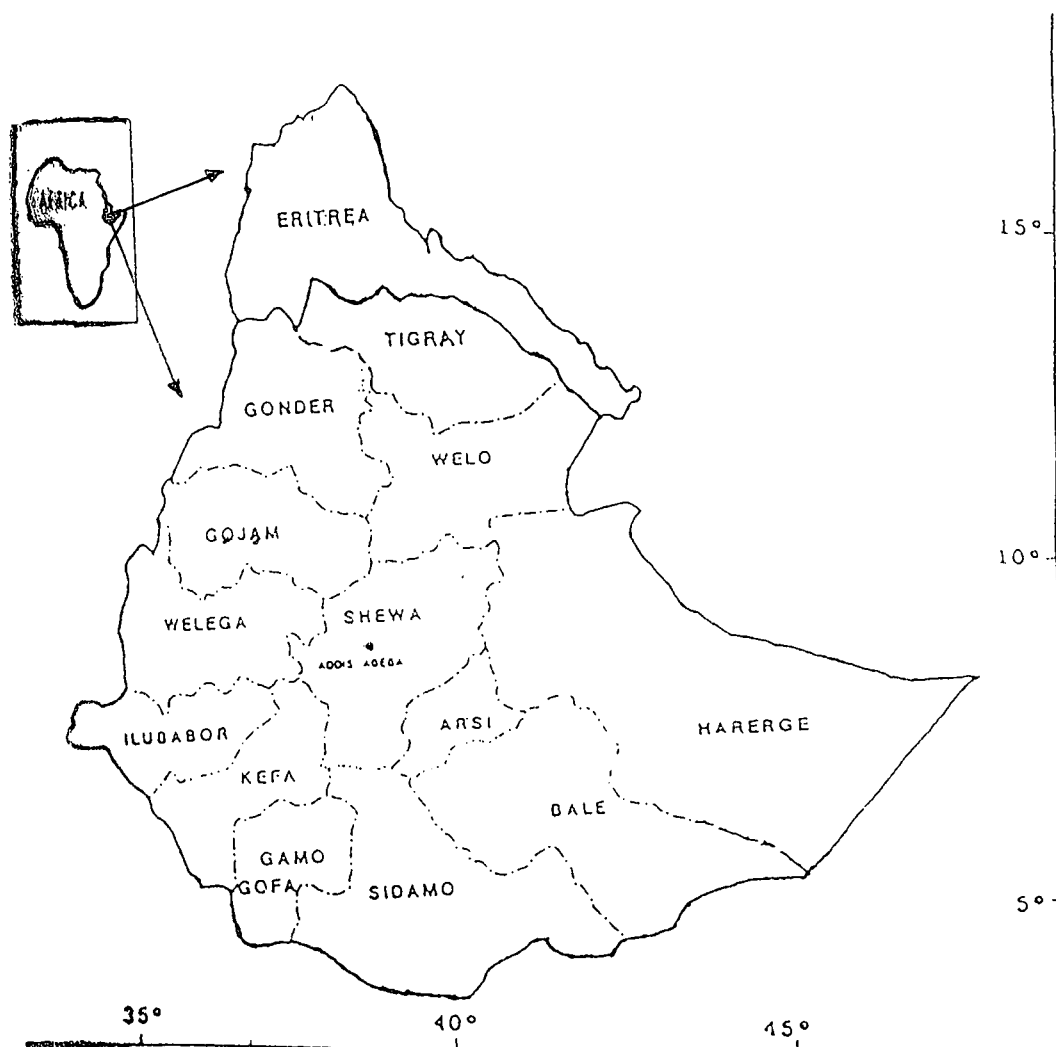 AFRICA
ERITREA
15°
TIGRAY
GONDER
WELO
GOJAM
10°
WELEGA
SHEWA
ADDIS ABEBA
ILUBABOR
ARSI
HARERGE
KEFA
BALE
GAMO
GOFA
SIDAMO
5°
35°
40°
45°